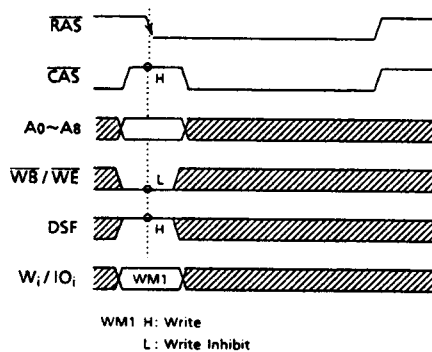 RAS
CAS
H
A0~A8
WB / WE
L
DSF
H
Wi / IOi
WM1
WM1 H: Write
L: Write Inhibit